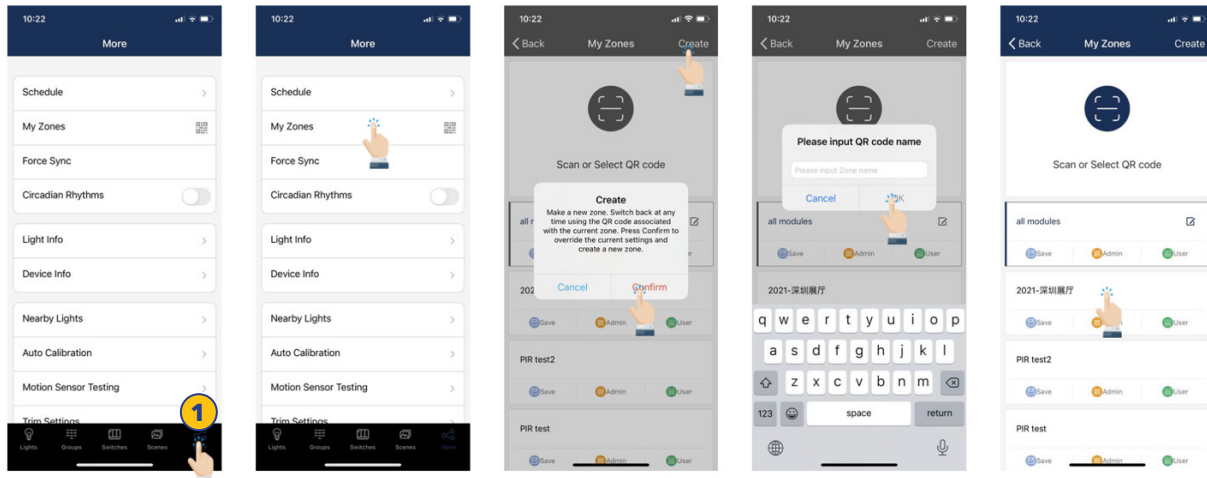 10:22
More
Schedule
My Zones
Force Sync
Circadian Rhythms
Light Info
Device Info
Nearby Lights
Auto Calibration
Motion Sensor Testing
Trim Settings
1
Lights Groups Switches Scenes
10:22
More
Schedule
My Zones
Force Sync
Circadian Rhythms
Light Info
Device Info
Nearby Lights
Auto Calibration
Motion Sensor Testing
Trim Settings
Lights Groups Switches Scenes More
10:22
Back My Zones Create
Scan or Select QR code
Create
Make a new zone. Switch back at any
time using the QR code associated
with the current zone. Press Confirm to
override the current settings and
create a new zone.
Cancel Confirm
Save Admin User
PIR test2
Save Admin User
PIR test
Save Admin User
10:22
Back My Zones Create
Please input QR code name
Please input Zone name
Cancel OK
all modules
Save Admin User
2021-深圳展厅
q w e r t y u i o p
a s d f g h j k l
z x c v b n m
123 space return
10:22
Back My Zones Create
Scan or Select QR code
all modules
Save Admin User
2021-深圳展厅
Save User
PIR test2
Save Admin User
PIR test
Save Admin User